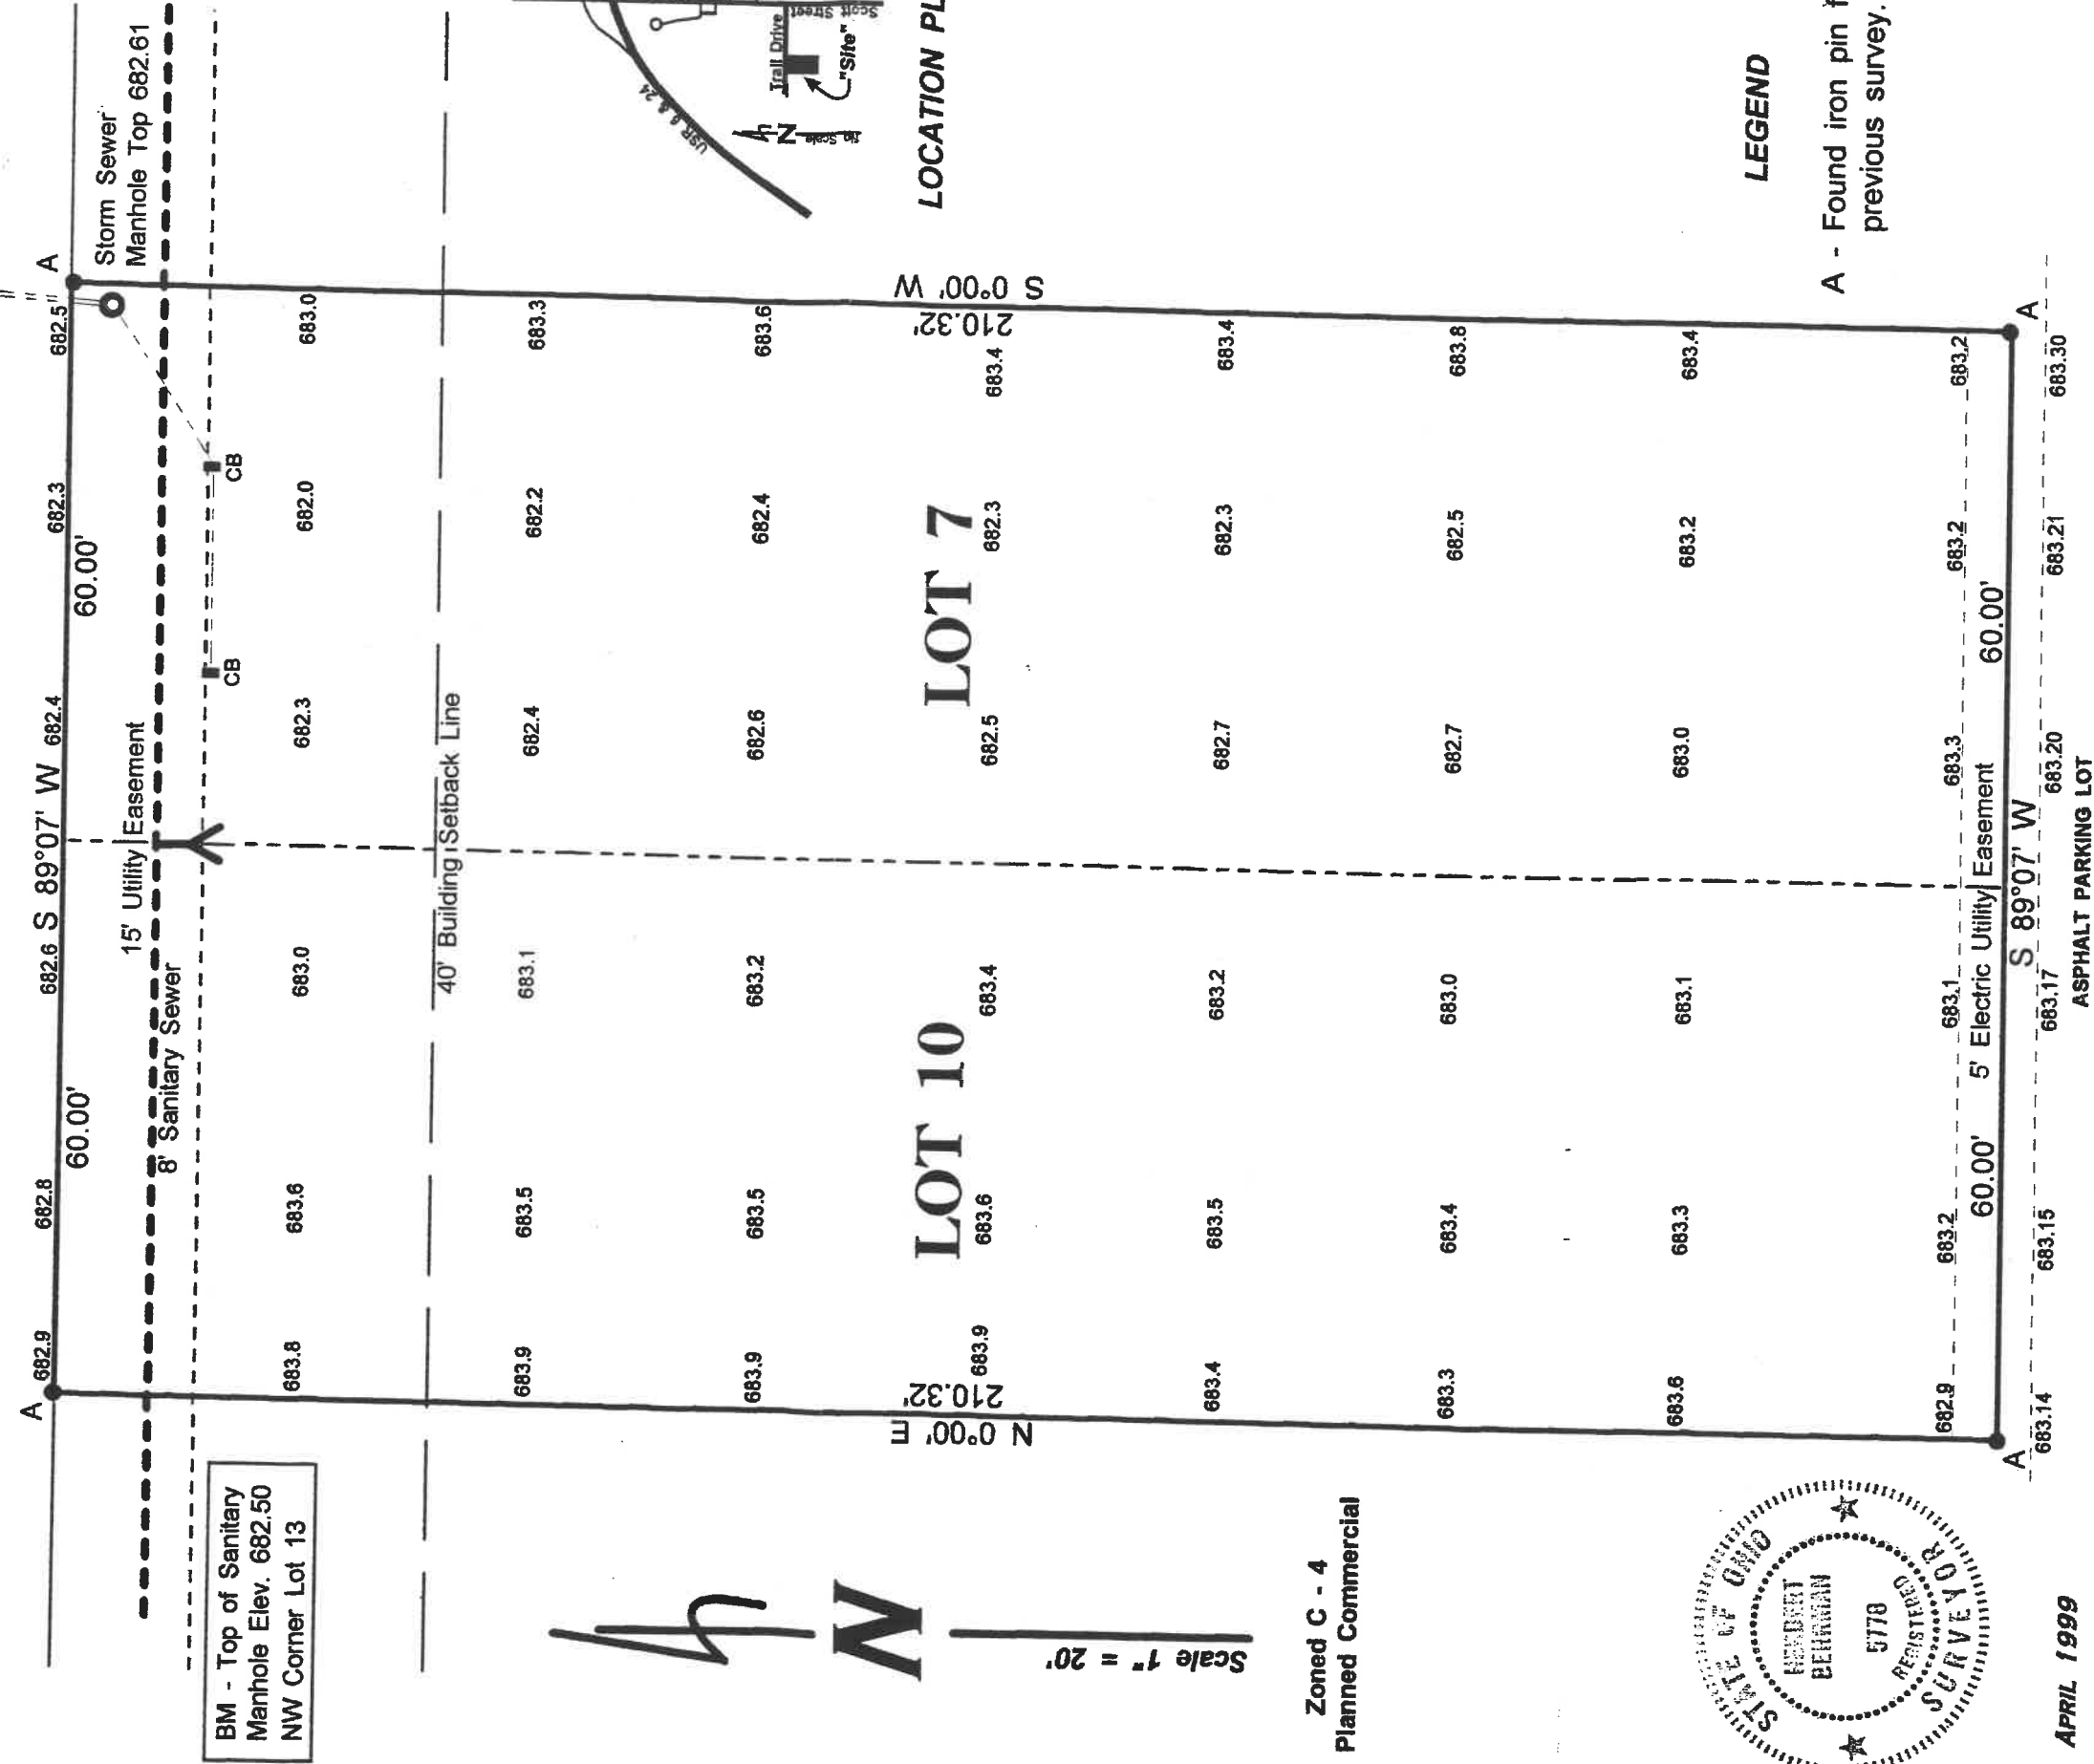 Storm Sewer
Manhole Top 682.61
A
A
682.9
682.8
682.6
S 89°07' W
682.4
682.3
682.5
60.00'
60.00'
15' Utility Easement
8' Sanitary Sewer
CB
CB
BM - Top of Sanitary
Manhole Elev. 682.50
NW Corner Lot 13
683.8
683.6
683.0
682.3
682.0
683.0
40' Building Setback Line
683.9
683.5
683.1
682.4
682.2
683.3
683.9
683.5
683.2
682.6
682.4
683.6
N 0°00' E
210.32'
LOT 10
LOT 7
S 0°00' W
210.32'
683.9
683.6
683.4
682.5
682.3
683.4
683.4
683.5
683.2
682.7
682.3
683.4
683.3
683.4
683.0
682.7
682.5
683.8
683.6
683.3
683.1
683.0
683.2
683.4
682.9
683.2
683.1
683.3
683.2
683.2
60.00'
5' Electric Utility Easement
60.00'
A
S 89°07' W
A
683.14
683.15
683.17
683.20
683.21
683.30
ASPHALT PARKING LOT
N
Scale 1" = 20'
Zoned C - 4
Planned Commercial
STATE OF OHIO
HERBERT
BEHRMAN
5778
REGISTERED
SURVEYOR
APRIL 1999
USR 6 & 24
N
No Scale
Trail Drive
Scott Street
"Site"
LOCATION PL
LEGEND
A - Found iron pin f
previous survey.